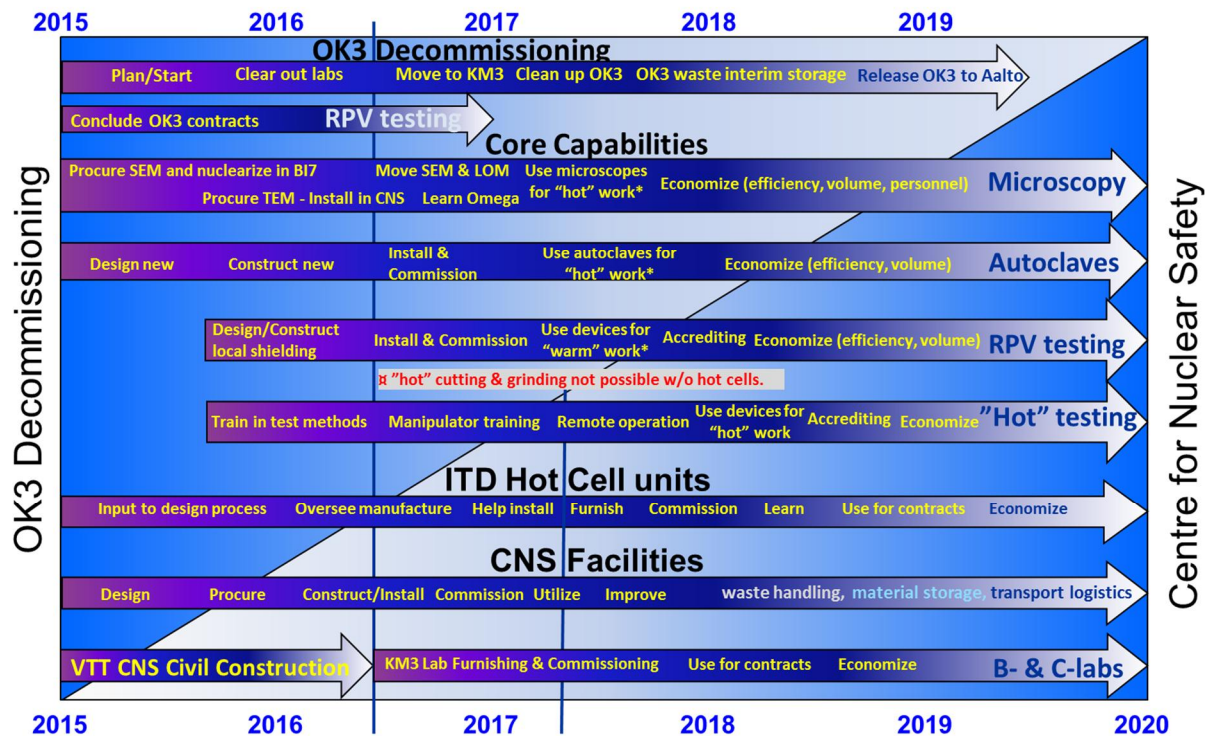 2015 2016 2017 2018 2019
OK3 Decommissioning
Plan/Start Clear out labs Move to KM3 Clean up OK3 OK3 waste interim storage Release OK3 to Aalto
Conclude OK3 contracts RPV testing
Core Capabilities
Procure SEM and nuclearize in BI7 Move SEM & LOM Use microscopes
for “hot” work*
Procure TEM - Install in CNS Learn Omega
Economize (efficiency, volume, personnel) Microscopy
Design new Construct new Install &
Commission
Use autoclaves for
“hot” work*
Economize (efficiency, volume) Autoclaves
Design/Construct
local shielding
Install & Commission
Use devices for
“warm” work*
Accrediting Economize (efficiency, volume) RPV testing
¤ ”hot” cutting & grinding not possible w/o hot cells.
Train in test methods Manipulator training Remote operation
Use devices for
“hot” work
Accrediting Economize ”Hot” testing
ITD Hot Cell units
Input to design process Oversee manufacture Help install Furnish Commission Learn Use for contracts Economize
CNS Facilities
Design Procure Construct/Install Commission Utilize Improve waste handling, material storage, transport logistics
VTT CNS Civil Construction KM3 Lab Furnishing & Commissioning Use for contracts Economize B- & C-labs
2015 2016 2017 2018 2019 2020
OK3 Decommissioning
Centre for Nuclear Safety